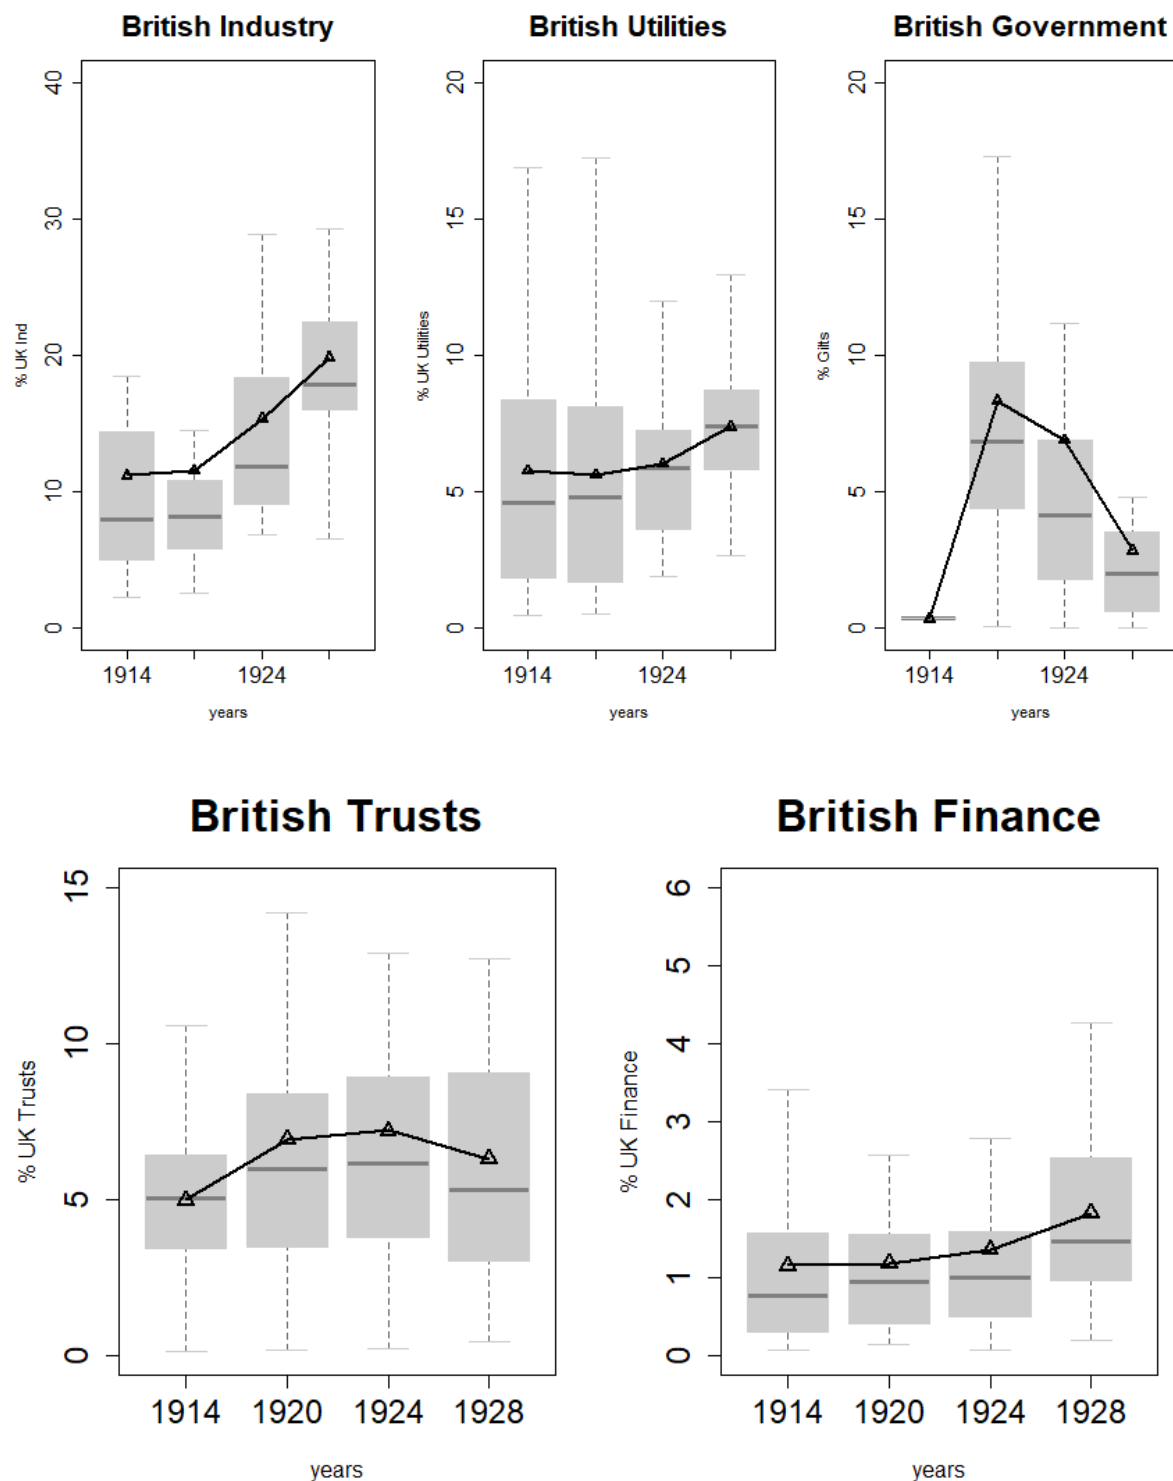 British Industry
British Utilities
British Government
% UK Ind
40
30
20
10
0
1914
1924
years
% UK Utilities
20
15
10
5
0
1914
1924
years
% Gilts
20
15
10
5
0
1914
1924
years
British Trusts
British Finance
% UK Trusts
15
10
5
0
1914 1920 1924 1928
years
% UK Finance
6
5
4
3
2
1
0
1914 1920 1924 1928
years